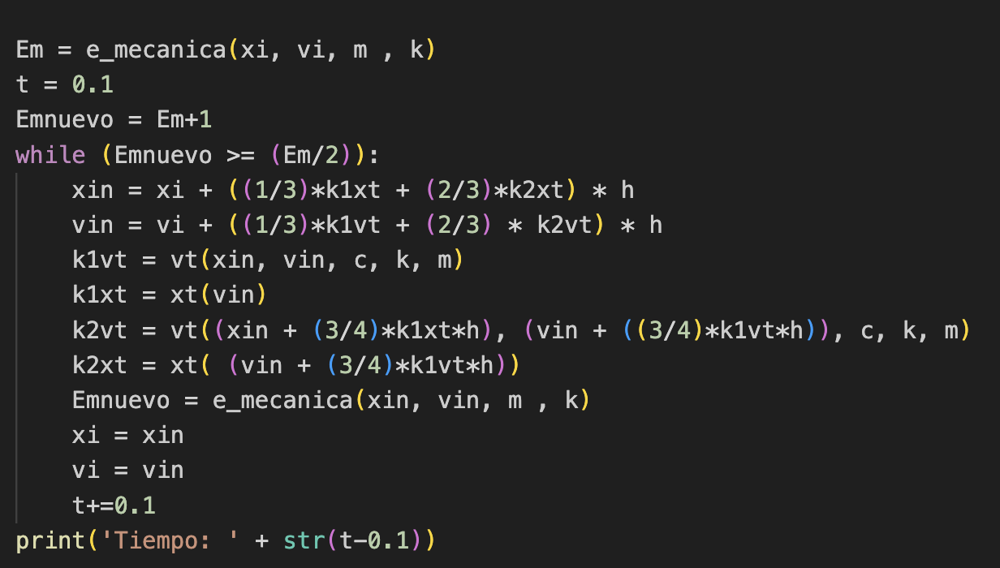 Em = e_mecanica(xi, vi, m , k)
t = 0.1
Emnuevo = Em+1
while (Emnuevo >= (Em/2)):
    xin = xi + ((1/3)*k1xt + (2/3)*k2xt) * h
    vin = vi + ((1/3)*k1vt + (2/3) * k2vt) * h
    k1vt = vt(xin, vin, c, k, m)
    k1xt = xt(vin)
    k2vt = vt((xin + (3/4)*k1xt*h), (vin + ((3/4)*k1vt*h)), c, k, m)
    k2xt = xt( (vin + (3/4)*k1vt*h))
    Emnuevo = e_mecanica(xin, vin, m , k)
    xi = xin
    vi = vin
    t+=0.1
print('Tiempo: ' + str(t-0.1))